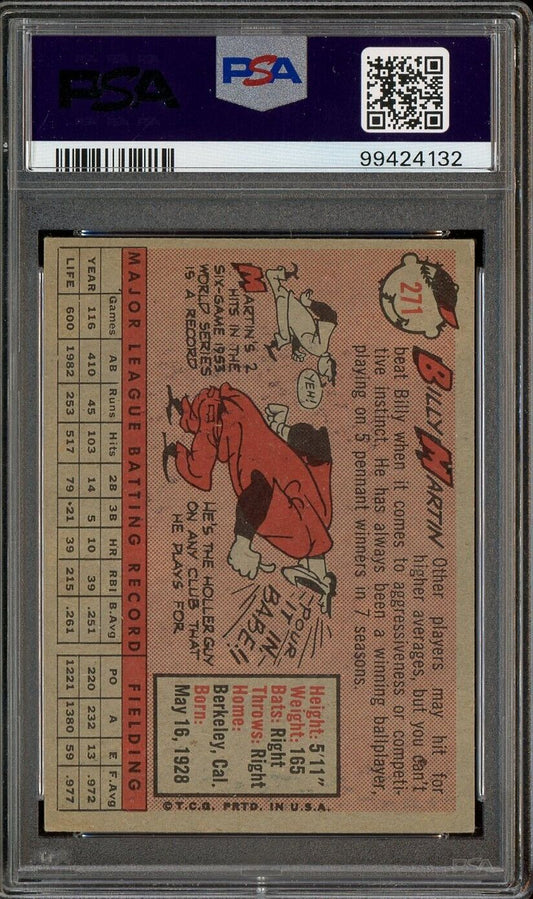 PSA
PSA
99424132
271
BILLY MARTIN Other players may hit for
higher averages, but you can't
beat Billy when it comes to aggressiveness or competi-
tive instinct. He has always been a winning ballplayer,
playing on 5 pennant winners in 7 seasons.
MARTIN'S 2
HITS IN THE
SIX-GAME 1953
WORLD SERIES
IS A RECORD
YEH!
POUR
IT IN
BABE!!
HE'S THE HOLLER GUY
ON ANY CLUB THAT
HE PLAYS FOR
Height: 5'11"
Weight: 165
Bats: Right
Throws: Right
Home:
Berkeley, Cal.
Born:
May 16, 1928
© T.C.G. PRTD. IN U.S.A.
MAJOR LEAGUE BATTING RECORD FIELDING
Games AB Runs Hits 2B 3B HR RBI B.Avg PO A E F.Avg
YEAR 116 410 45 103 14 5 10 39 .251 220 232 13 .972
LIFE 600 1982 253 517 79 •21 39 215 .261 1221 1380 59 .977
PSA